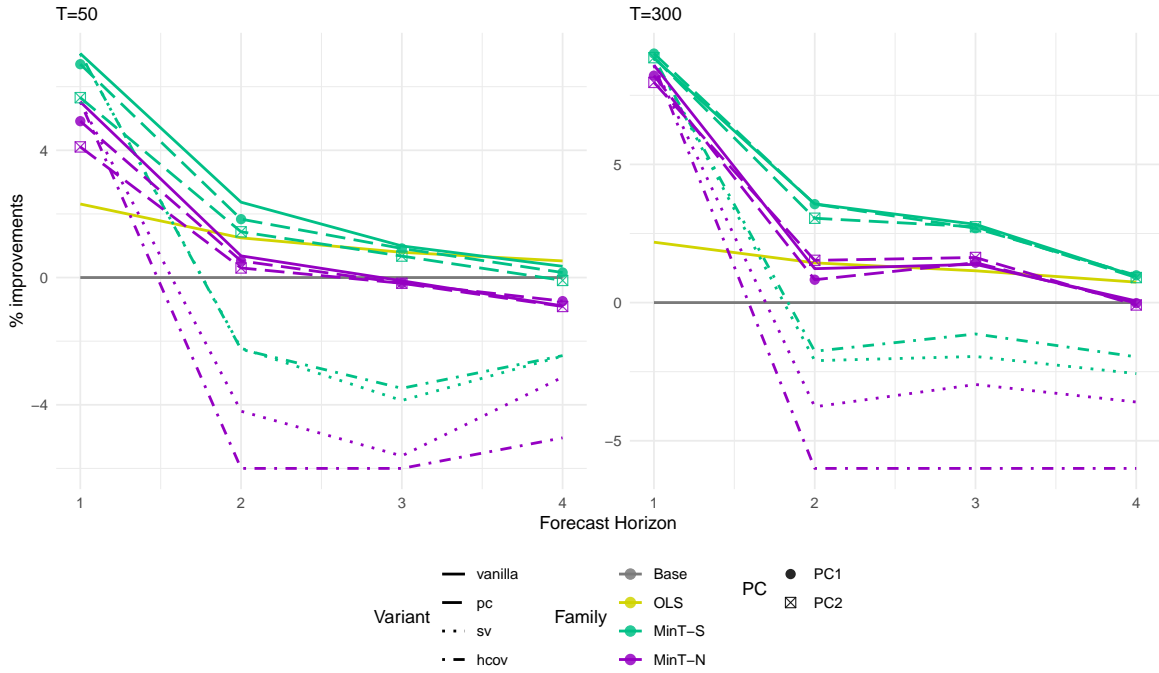 T=50
T=300
% improvements
4
0
−4
5
0
−5
1
2
3
4
1
2
3
4
Forecast Horizon
Variant
vanilla
pc
sv
hcov
Family
Base
OLS
MinT−S
MinT−N
PC
PC1
PC2